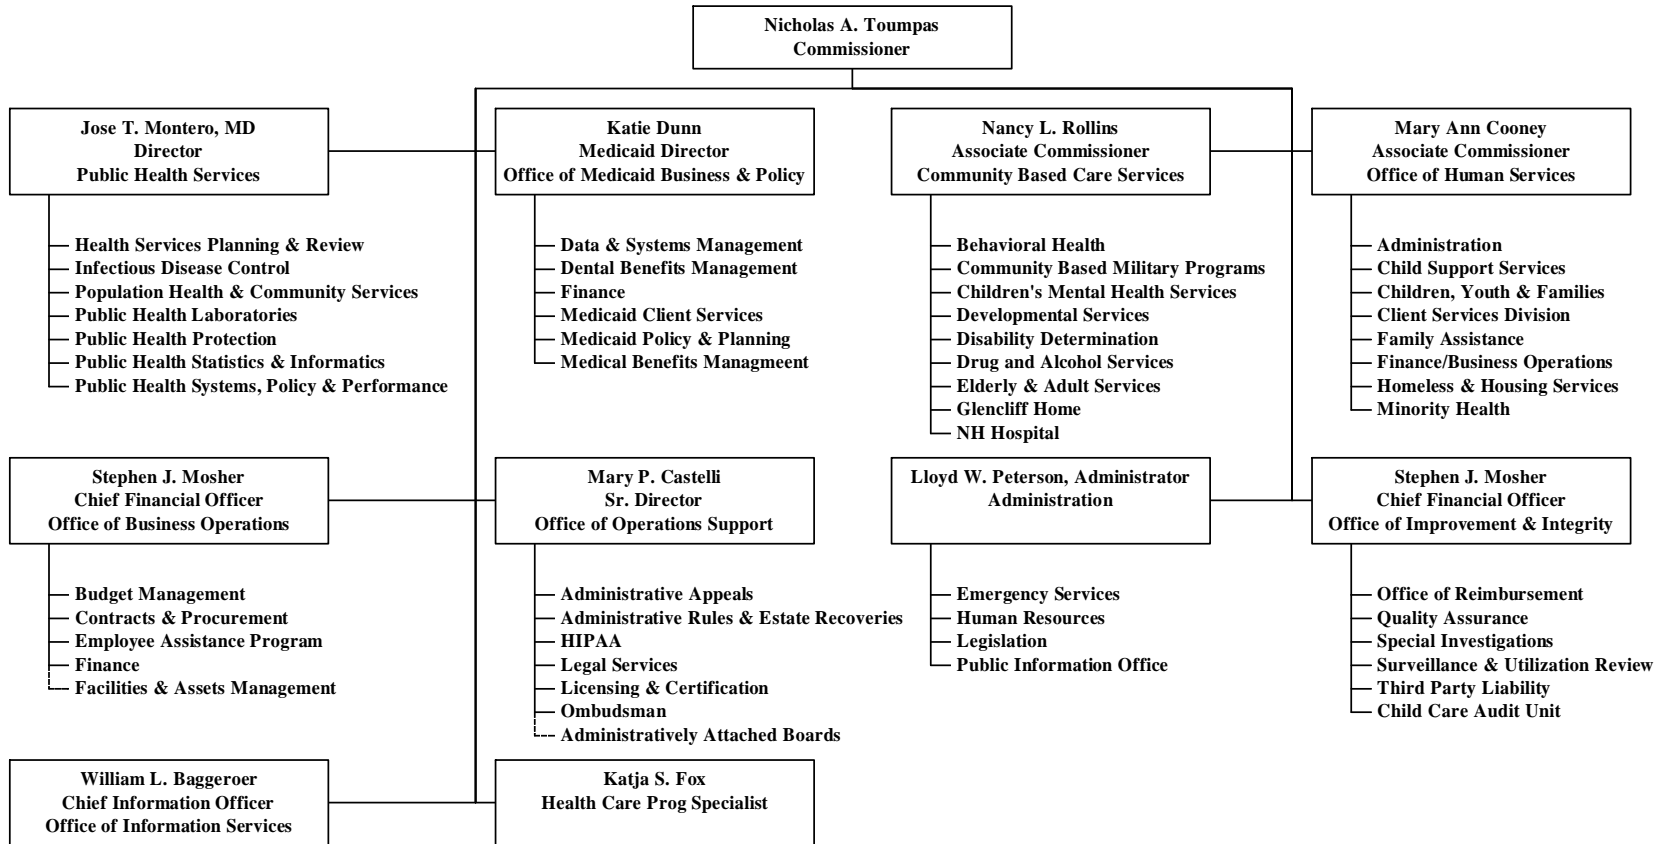 Nicholas A. Toumpas
Commissioner
Jose T. Montero, MD
Director
Public Health Services
Health Services Planning & Review
Infectious Disease Control
Population Health & Community Services
Public Health Laboratories
Public Health Protection
Public Health Statistics & Informatics
Public Health Systems, Policy & Performance
Katie Dunn
Medicaid Director
Office of Medicaid Business & Policy
Data & Systems Management
Dental Benefits Management
Finance
Medicaid Client Services
Medicaid Policy & Planning
Medical Benefits Managmeent
Nancy L. Rollins
Associate Commissioner
Community Based Care Services
Behavioral Health
Community Based Military Programs
Children's Mental Health Services
Developmental Services
Disability Determination
Drug and Alcohol Services
Elderly & Adult Services
Glencliff Home
NH Hospital
Mary Ann Cooney
Associate Commissioner
Office of Human Services
Administration
Child Support Services
Children, Youth & Families
Client Services Division
Family Assistance
Finance/Business Operations
Homeless & Housing Services
Minority Health
Stephen J. Mosher
Chief Financial Officer
Office of Business Operations
Budget Management
Contracts & Procurement
Employee Assistance Program
Finance
Facilities & Assets Management
Mary P. Castelli
Sr. Director
Office of Operations Support
Administrative Appeals
Administrative Rules & Estate Recoveries
HIPAA
Legal Services
Licensing & Certification
Ombudsman
Administratively Attached Boards
Lloyd W. Peterson, Administrator
Administration
Emergency Services
Human Resources
Legislation
Public Information Office
Stephen J. Mosher
Chief Financial Officer
Office of Improvement & Integrity
Office of Reimbursement
Quality Assurance
Special Investigations
Surveillance & Utilization Review
Third Party Liability
Child Care Audit Unit
William L. Baggeroer
Chief Information Officer
Office of Information Services
Katja S. Fox
Health Care Prog Specialist